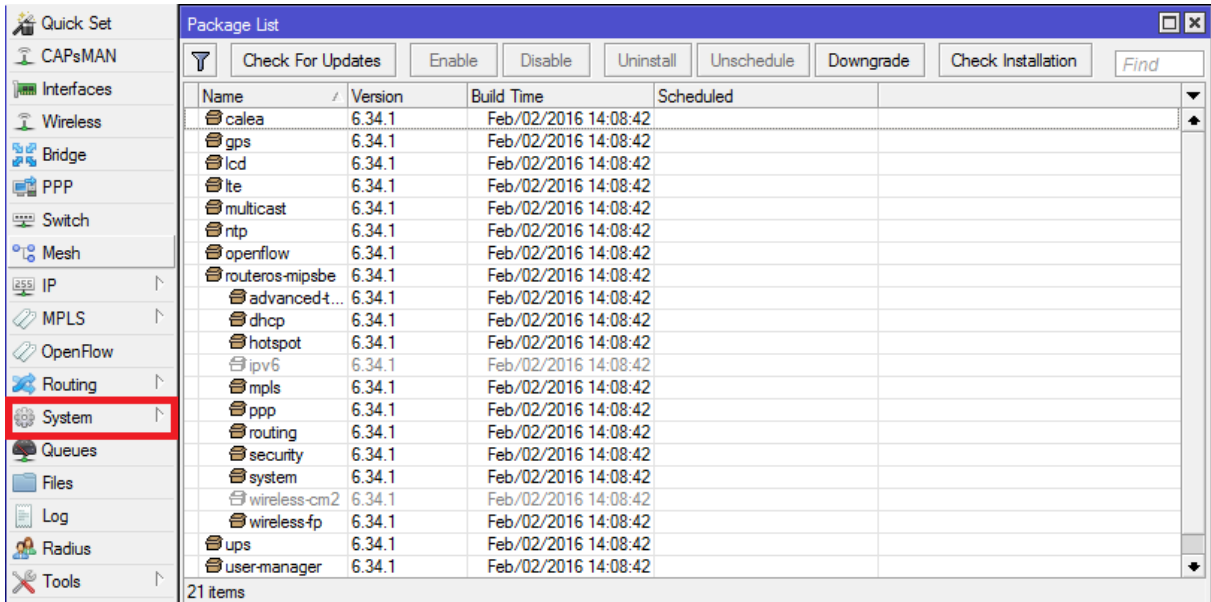 Quick Set
CAPsMAN
Interfaces
Wireless
Bridge
PPP
Switch
Mesh
255 IP
MPLS
OpenFlow
Routing
System
Queues
Files
Log
Radius
Tools
Package List
Check For Updates Enable Disable Uninstall Unschedule Downgrade Check Installation Find
Name Version Build Time Scheduled
calea 6.34.1 Feb/02/2016 14:08:42
gps 6.34.1 Feb/02/2016 14:08:42
lcd 6.34.1 Feb/02/2016 14:08:42
lte 6.34.1 Feb/02/2016 14:08:42
multicast 6.34.1 Feb/02/2016 14:08:42
ntp 6.34.1 Feb/02/2016 14:08:42
openflow 6.34.1 Feb/02/2016 14:08:42
routeros-mipsbe 6.34.1 Feb/02/2016 14:08:42
advanced-t... 6.34.1 Feb/02/2016 14:08:42
dhcp 6.34.1 Feb/02/2016 14:08:42
hotspot 6.34.1 Feb/02/2016 14:08:42
ipv6 6.34.1 Feb/02/2016 14:08:42
mpls 6.34.1 Feb/02/2016 14:08:42
ppp 6.34.1 Feb/02/2016 14:08:42
routing 6.34.1 Feb/02/2016 14:08:42
security 6.34.1 Feb/02/2016 14:08:42
system 6.34.1 Feb/02/2016 14:08:42
wireless-cm2 6.34.1 Feb/02/2016 14:08:42
wireless-fp 6.34.1 Feb/02/2016 14:08:42
ups 6.34.1 Feb/02/2016 14:08:42
user-manager 6.34.1 Feb/02/2016 14:08:42
21 items